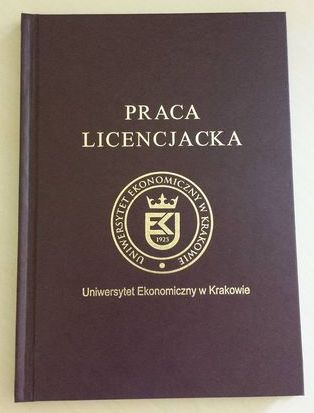 PRACA
LICENCJACKA
UNIWERSYTET EKONOMICZNY W KRAKOWIE
1925
Uniwersytet Ekonomiczny w Krakowie